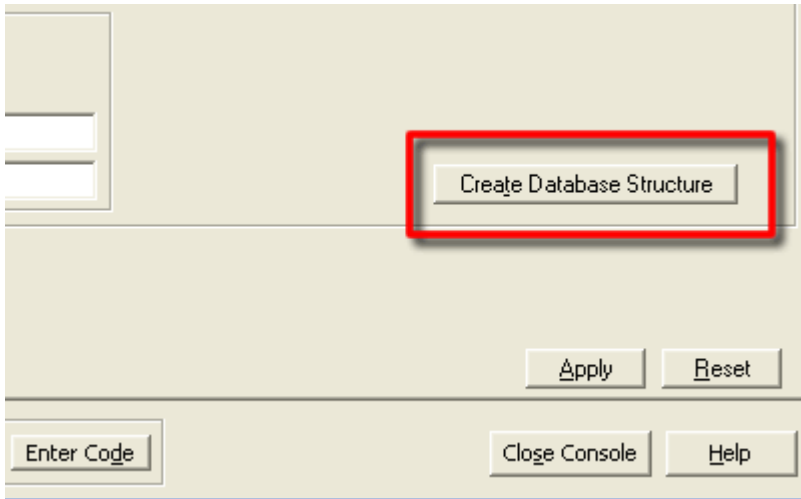 Create Database Structure
Apply
Reset
Enter Code
Close Console
Help